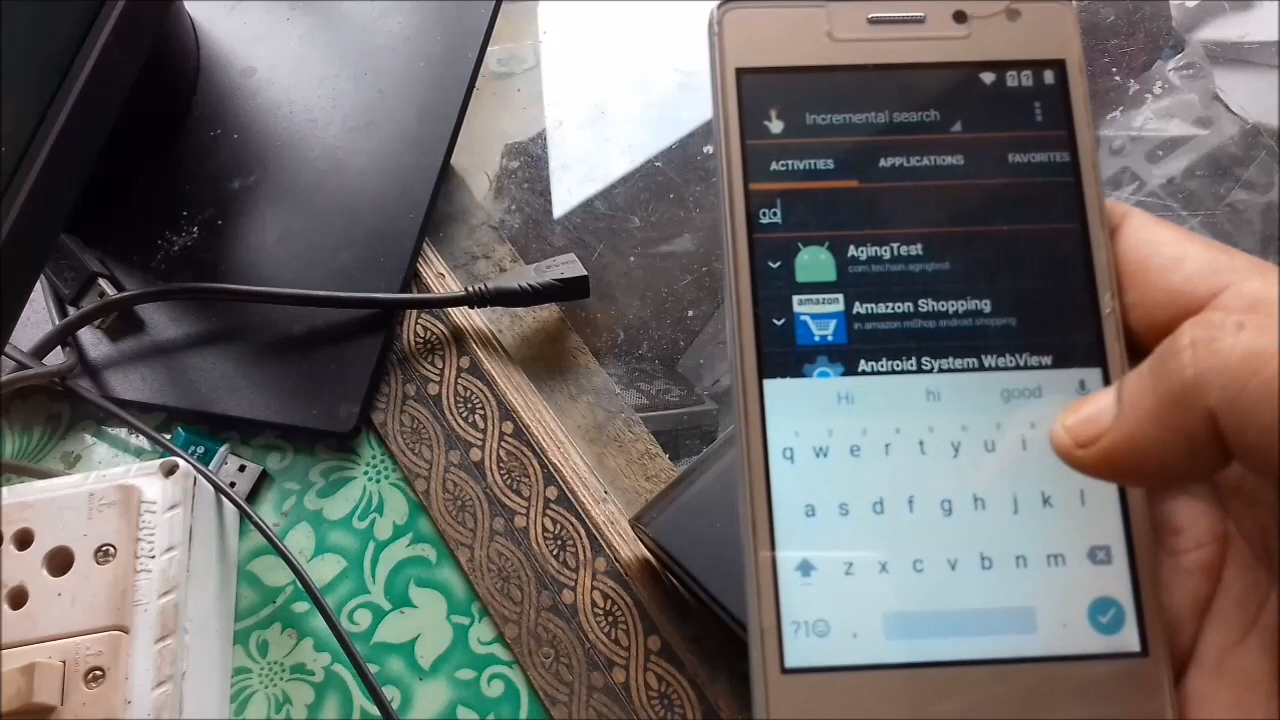 Incremental search
ACTIVITIES APPLICATIONS FAVORITES
go
AgingTest
com.techain.agingtest
amazon
Amazon Shopping
in.amazon.mShop.android.shopping
Android System WebView
Hi hi good
q w e r t y u i
a s d f g h j k l
z x c v b n m
?1☺ , .